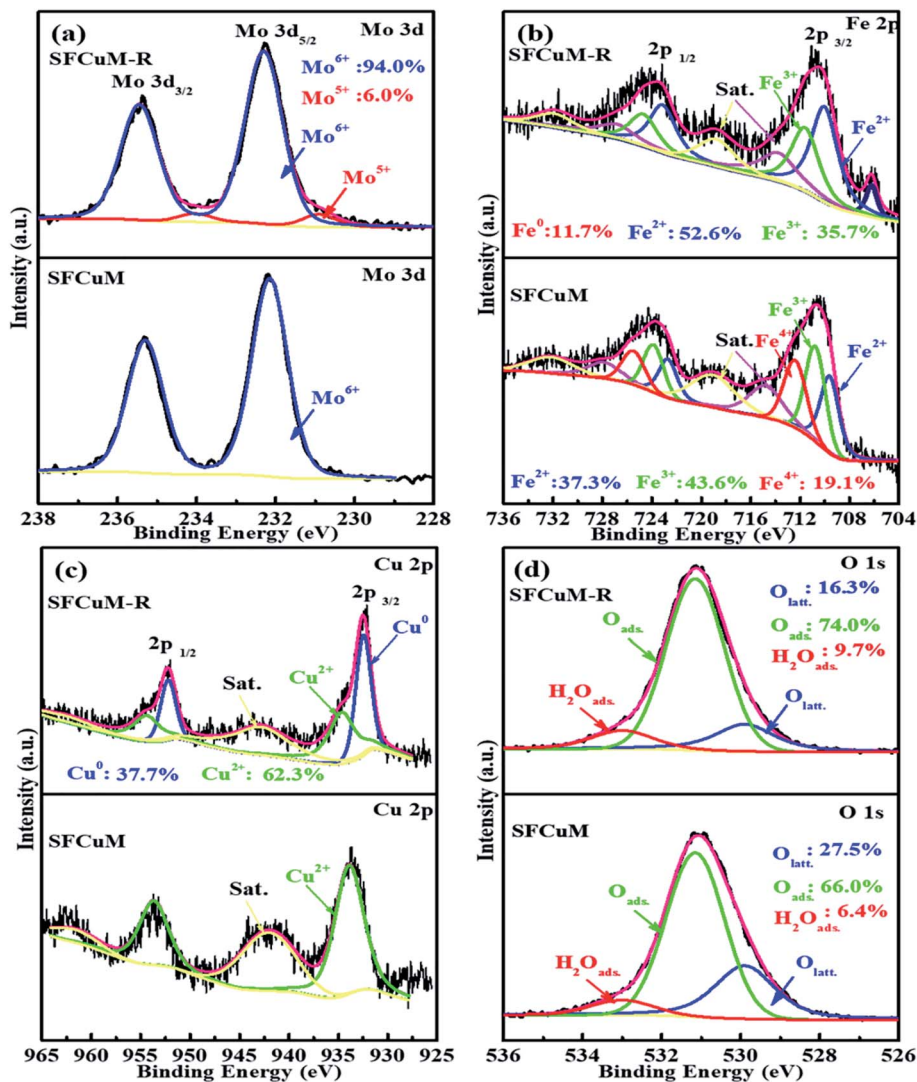 (a)
Mo 3d5/2
Mo 3d
SFCuM-R
Mo6+:94.0%
Mo 3d3/2
Mo5+:6.0%
Mo6+
Mo5+
SFCuM
Mo 3d
Mo6+
Intensity (a.u.)
238 236 234 232 230 228
Binding Energy (eV)
(b)
Fe 2p
SFCuM-R
2p 1/2
2p 3/2
Fe3+
Sat.
Fe2+
Fe0:11.7% Fe2+:52.6% Fe3+:35.7%
SFCuM
Fe3+
Sat.
Fe4+
Fe2+
Fe2+:37.3% Fe3+:43.6% Fe4+:19.1%
Intensity (a.u.)
736 732 728 724 720 716 712 708 704
Binding Energy (eV)
(c)
Cu 2p
SFCuM-R
2p 3/2
Cu0
2p 1/2
Cu2+
Sat.
Cu0:37.7% Cu2+: 62.3%
Cu 2p
SFCuM
Cu2+
Sat.
Intensity (a.u.)
965 960 955 950 945 940 935 930 925
Binding Energy (eV)
(d)
O 1s
SFCuM-R
Olatt.: 16.3%
Oads.
Oads.: 74.0%
H2Oads.: 9.7%
H2Oads.
Olatt.
SFCuM
O 1s
Olatt.: 27.5%
Oads.
Oads.: 66.0%
H2Oads.: 6.4%
H2Oads.
Olatt.
Intensity (a.u.)
536 534 532 530 528 526
Binding Energy (eV)